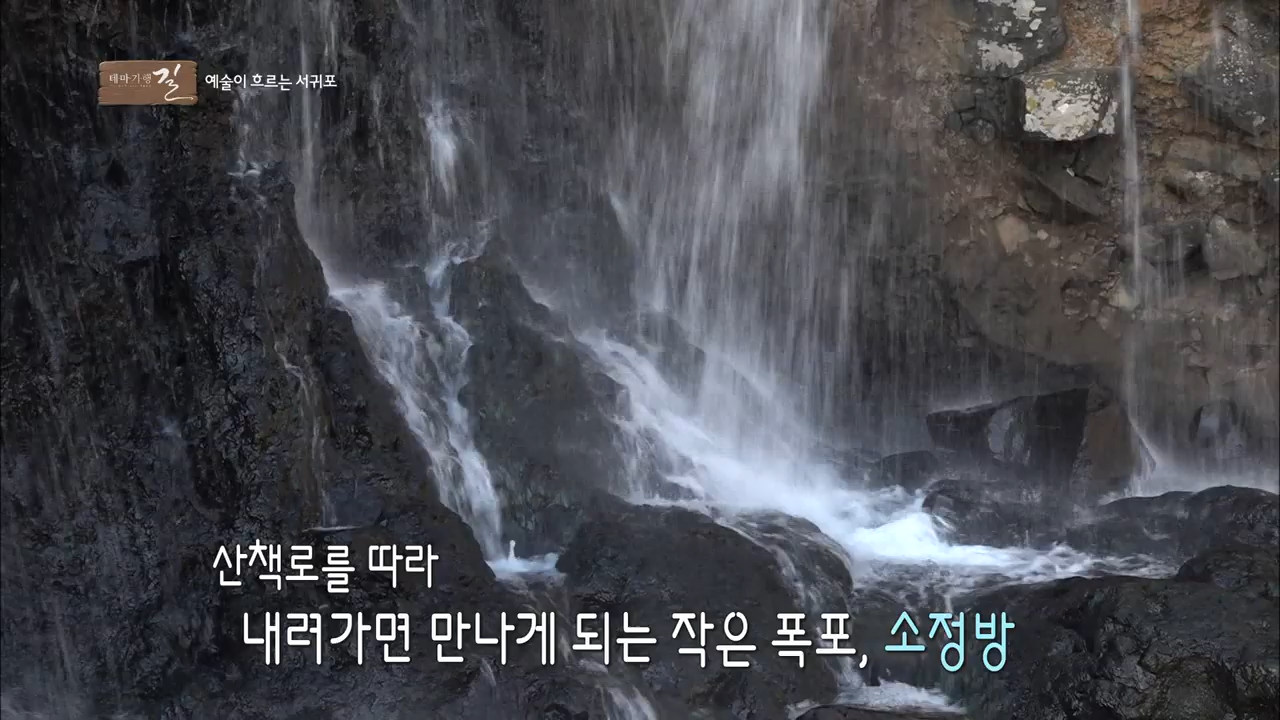 테마기행 길
예술이 흐르는 서귀포
산책로를 따라
내려가면 만나게 되는 작은 폭포, 소정방